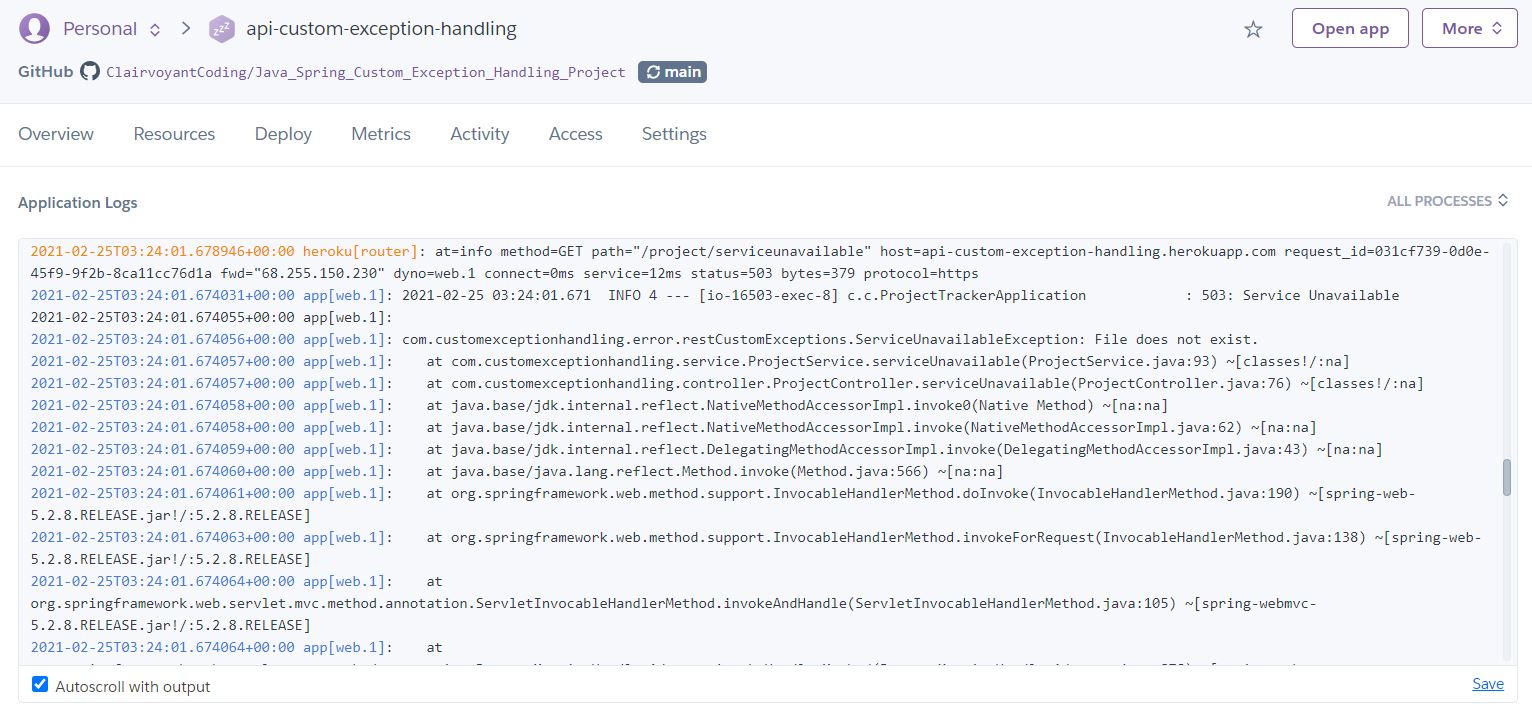 Personal > api-custom-exception-handling
Open app
More
GitHub ClairvoyantCoding/Java_Spring_Custom_Exception_Handling_Project main
Overview Resources Deploy Metrics Activity Access Settings
Application Logs
ALL PROCESSES
2021-02-25T03:24:01.678946+00:00 heroku[router]: at=info method=GET path="/project/serviceunavailable" host=api-custom-exception-handling.herokuapp.com request_id=031cf739-0d0e-
45f9-9f2b-8ca11cc76d1a fwd="68.255.150.230" dyno=web.1 connect=0ms service=12ms status=503 bytes=379 protocol=https
2021-02-25T03:24:01.674031+00:00 app[web.1]: 2021-02-25 03:24:01.671  INFO 4 --- [io-16503-exec-8] c.c.ProjectTrackerApplication            : 503: Service Unavailable
2021-02-25T03:24:01.674055+00:00 app[web.1]:
2021-02-25T03:24:01.674056+00:00 app[web.1]: com.customexceptionhandling.error.restCustomExceptions.ServiceUnavailableException: File does not exist.
2021-02-25T03:24:01.674057+00:00 app[web.1]:    at com.customexceptionhandling.service.ProjectService.serviceUnavailable(ProjectService.java:93) ~[classes!/:na]
2021-02-25T03:24:01.674057+00:00 app[web.1]:    at com.customexceptionhandling.controller.ProjectController.serviceUnavailable(ProjectController.java:76) ~[classes!/:na]
2021-02-25T03:24:01.674058+00:00 app[web.1]:    at java.base/jdk.internal.reflect.NativeMethodAccessorImpl.invoke0(Native Method) ~[na:na]
2021-02-25T03:24:01.674058+00:00 app[web.1]:    at java.base/jdk.internal.reflect.NativeMethodAccessorImpl.invoke(NativeMethodAccessorImpl.java:62) ~[na:na]
2021-02-25T03:24:01.674059+00:00 app[web.1]:    at java.base/jdk.internal.reflect.DelegatingMethodAccessorImpl.invoke(DelegatingMethodAccessorImpl.java:43) ~[na:na]
2021-02-25T03:24:01.674060+00:00 app[web.1]:    at java.base/java.lang.reflect.Method.invoke(Method.java:566) ~[na:na]
2021-02-25T03:24:01.674061+00:00 app[web.1]:    at org.springframework.web.method.support.InvocableHandlerMethod.doInvoke(InvocableHandlerMethod.java:190) ~[spring-web-
5.2.8.RELEASE.jar!/:5.2.8.RELEASE]
2021-02-25T03:24:01.674063+00:00 app[web.1]:    at org.springframework.web.method.support.InvocableHandlerMethod.invokeForRequest(InvocableHandlerMethod.java:138) ~[spring-web-
5.2.8.RELEASE.jar!/:5.2.8.RELEASE]
2021-02-25T03:24:01.674064+00:00 app[web.1]:    at
org.springframework.web.servlet.mvc.method.annotation.ServletInvocableHandlerMethod.invokeAndHandle(ServletInvocableHandlerMethod.java:105) ~[spring-webmvc-
5.2.8.RELEASE.jar!/:5.2.8.RELEASE]
2021-02-25T03:24:01.674064+00:00 app[web.1]:    at
Autoscroll with output
Save